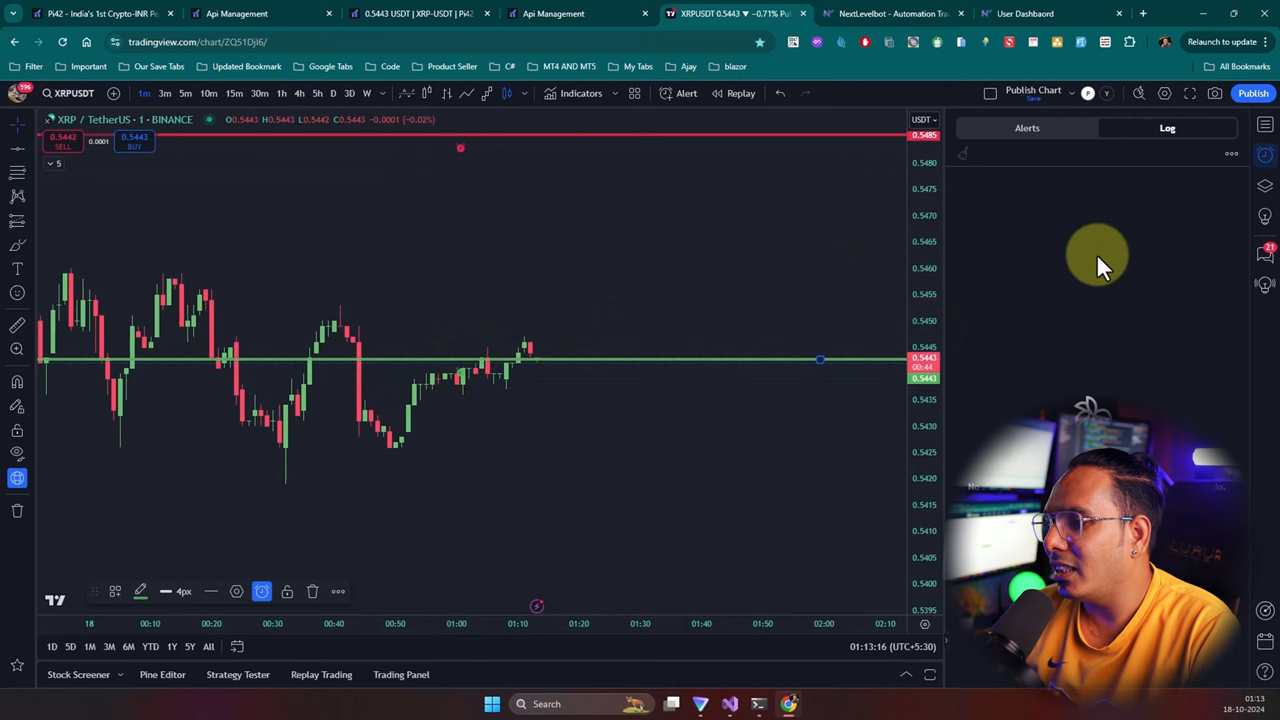 Pi42 - India's 1st Crypto-INR Pe
Api Management
0.5443 USDT | XRP-USDT | Pi42
Api Management
XRPUSDT 0.5443 ▼ −0.71% Pu
NextLevelbot - Automation Tra
User Dashbaord
tradingview.com/chart/ZQ51DjI6/
Relaunch to update
Filter
Important
Our Save Tabs
Updated Bookmark
Google Tabs
Code
Product Seller
C#
MT4 AND MT5
My Tabs
Ajay
blazor
All Bookmarks
596
XRPUSDT
1m 3m 5m 10m 15m 30m 1h 4h 5h D 3D W
Indicators
Alert
Replay
Publish Chart
Save
P
Y
Publish
XRP / TetherUS · 1 · BINANCE
O0.5443 H0.5443 L0.5442 C0.5443 −0.0001 (−0.02%)
0.5442
SELL
0.0001
0.5443
BUY
5
USDT
0.5485
0.5480
0.5475
0.5470
0.5465
0.5460
0.5455
0.5450
0.5445
0.5443
00:44
0.5443
0.5435
0.5430
0.5425
0.5420
0.5415
0.5410
0.5405
0.5400
0.5395
Alerts
Log
21
4px
18 00:10 00:20 00:30 00:40 00:50 01:00 01:10 01:20 01:30 01:40 01:50 02:00 02:10
1D 5D 1M 3M 6M YTD 1Y 5Y All
01:13:16 (UTC+5:30)
Stock Screener
Pine Editor
Strategy Tester
Replay Trading
Trading Panel
Search
01:13
18-10-2024